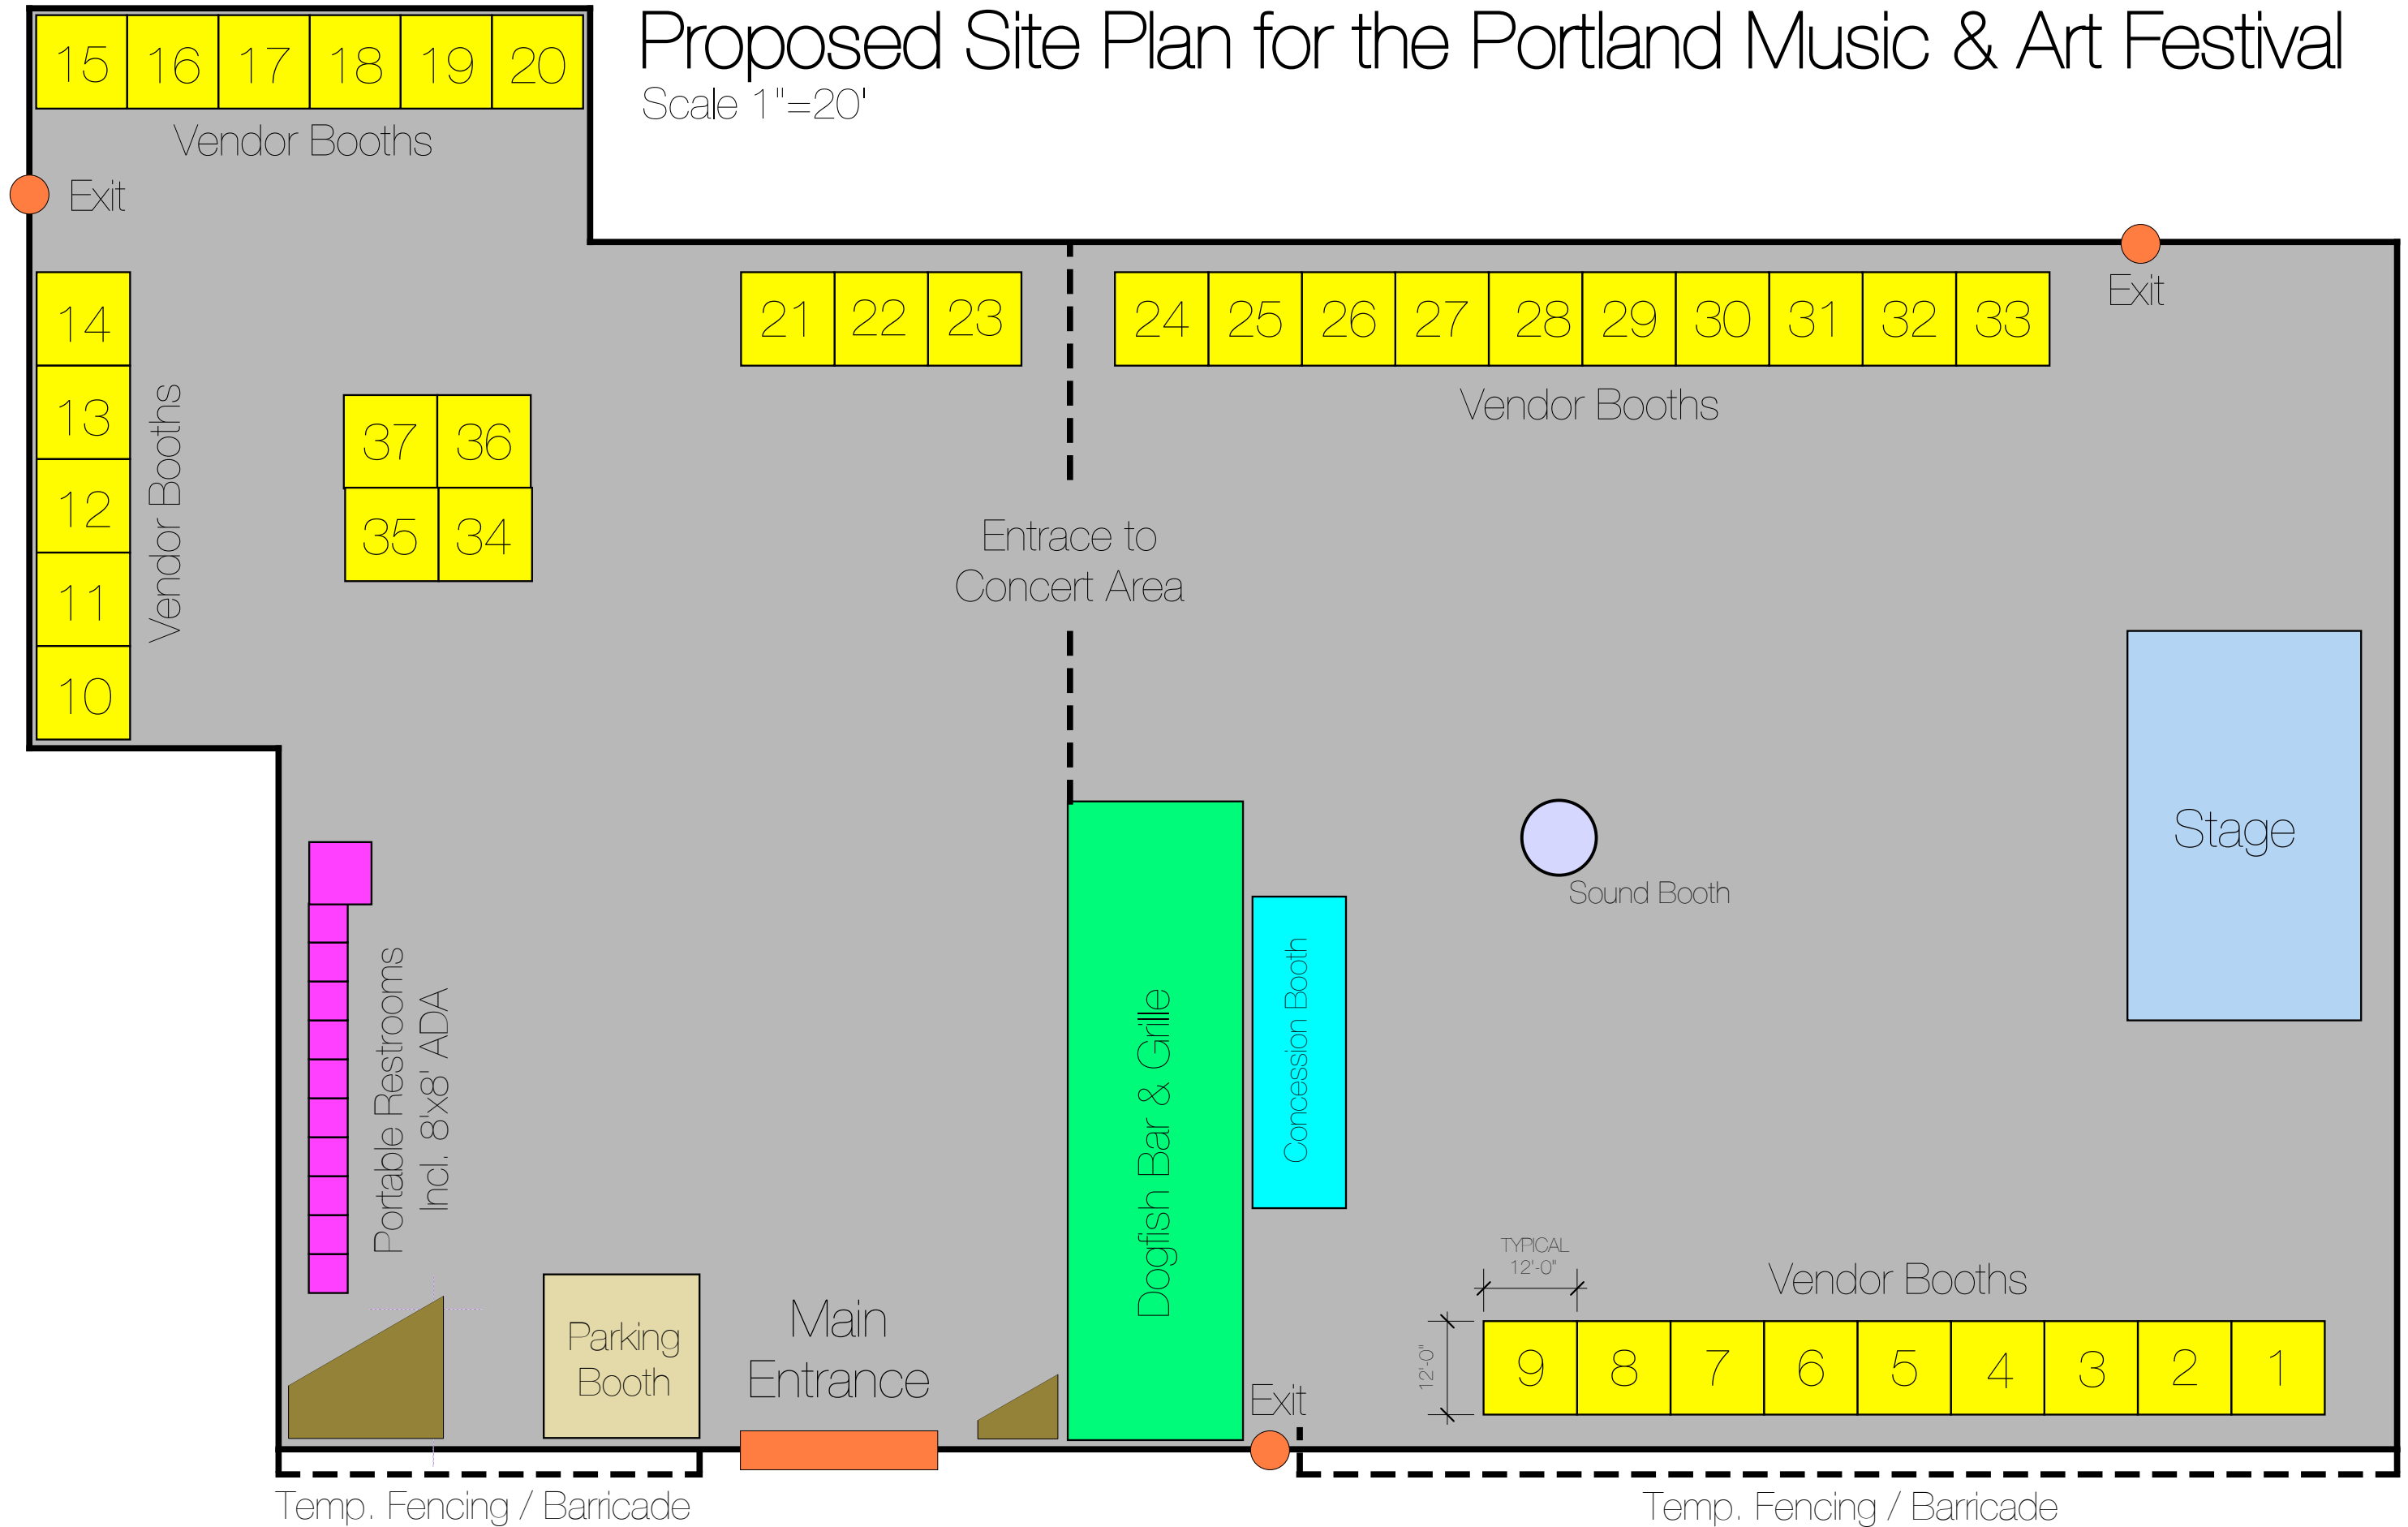 Proposed Site Plan for the Portland Music & Art Festival
Scale 1"=20'
15 16 17 18 19 20
Vendor Booths
Exit
Exit
14
13
12
11
10
Vendor Booths
21 22 23
24 25 26 27 28 29 30 31 32 33
Vendor Booths
37 36
35 34
Entrace to
Concert Area
Stage
Sound Booth
Portable Restrooms
Incl. 8'x8' ADA
Dogfish Bar & Grille
Concession Booth
Parking
Booth
Main
Entrance
Exit
TYPICAL
12'-0"
12'-0"
Vendor Booths
9 8 7 6 5 4 3 2 1
Temp. Fencing / Barricade
Temp. Fencing / Barricade